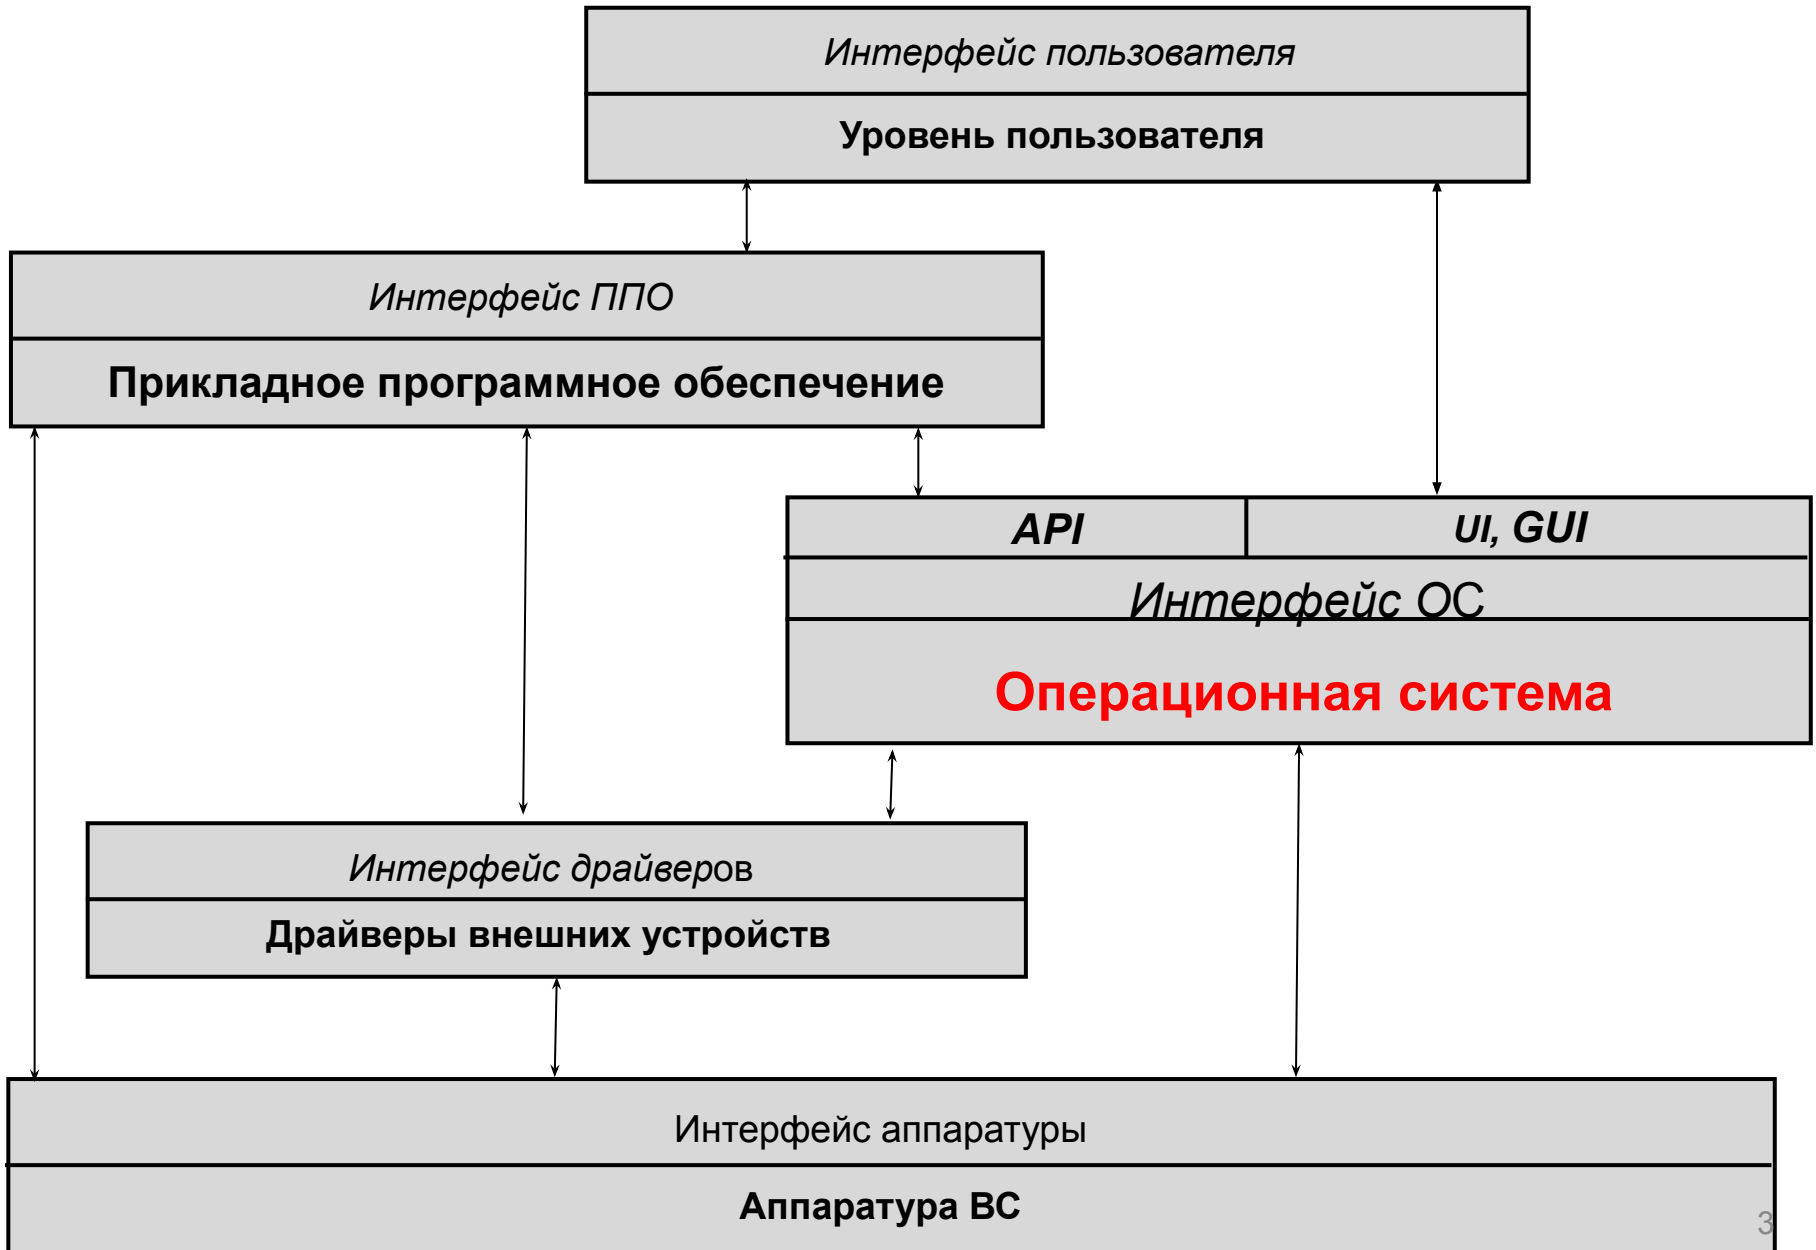 Интерфейс пользователя
Уровень пользователя
Интерфейс ППО
Прикладное программное обеспечение
API
UI, GUI
Интерфейс ОС
Операционная система
Интерфейс драйверов
Драйверы внешних устройств
Интерфейс аппаратуры
Аппаратура ВС
3